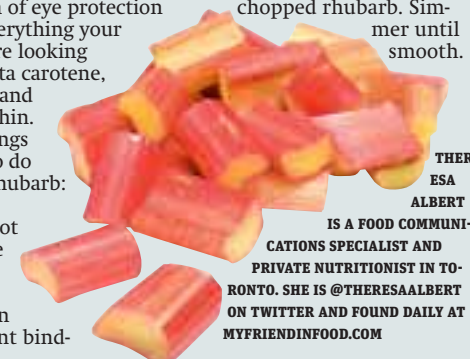 of eye protection
erything your
re looking
ta carotene,
and
hin.
ngs
o do
hubarb:
ot
e
n
nt bind-
chopped rhubarb. Sim-
mer until
smooth.
THER
ESA
ALBERT
IS A FOOD COMMUNI-
CATIONS SPECIALIST AND
PRIVATE NUTRITIONIST IN TO-
RONTO. SHE IS @THERESAALBERT
ON TWITTER AND FOUND DAILY AT
MYFRIENDINFOOD.COM